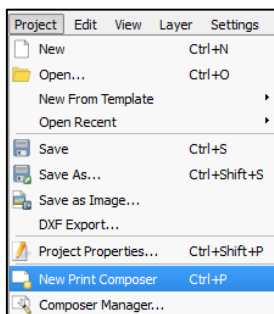 Project Edit View Layer Settings
New Ctrl+N
Open... Ctrl+O
New From Template
Open Recent
Save Ctrl+S
Save As... Ctrl+Shift+S
Save as Image...
DXF Export...
Project Properties... Ctrl+Shift+P
New Print Composer Ctrl+P
Composer Manager...